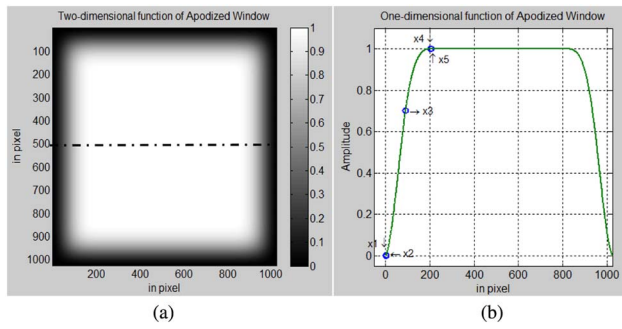 Two-dimensional function of Apodized Window
100
200
300
400
500
600
700
800
900
1000
in pixel
200
400
600
800
1000
in pixel
1
0.9
0.8
0.7
0.6
0.5
0.4
0.3
0.2
0.1
0
(a)
One-dimensional function of Apodized Window
x4 ↓
↑ x5
→ x3
x1 ↓
← x2
1
0.8
0.6
0.4
0.2
0
Amplitude
0
200
400
600
800
1000
in pixel
(b)